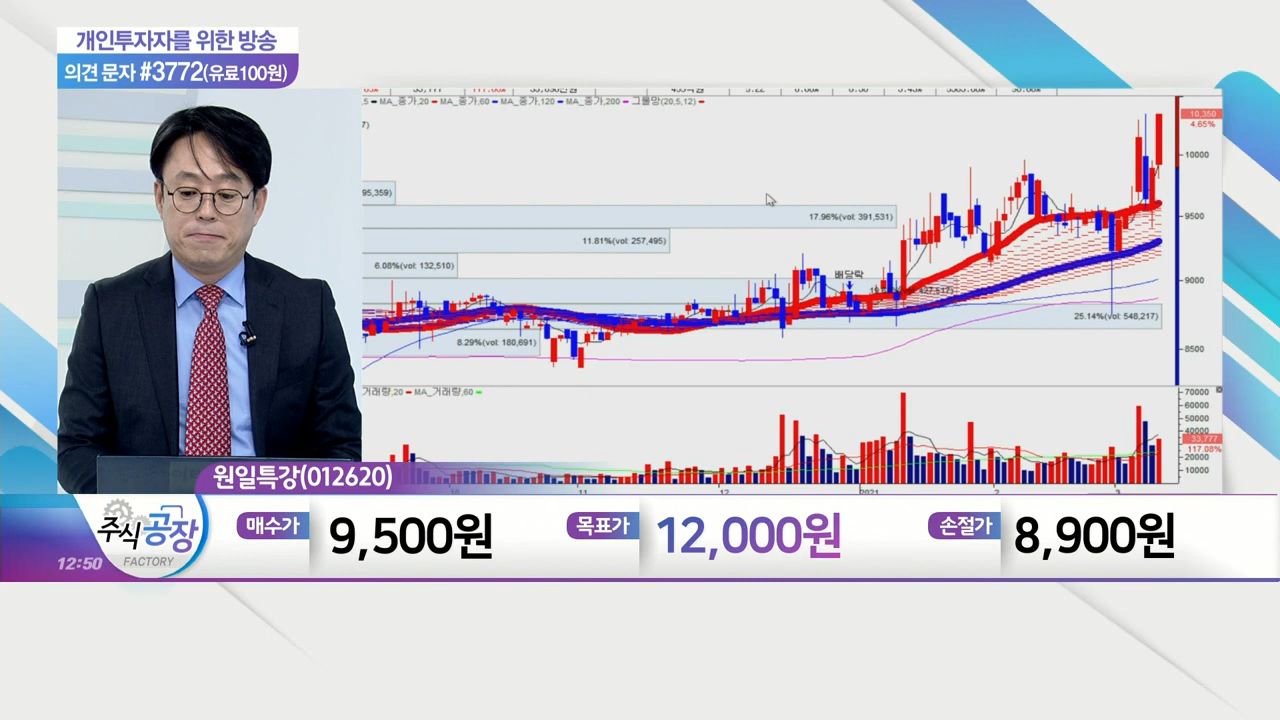 개인투자자를 위한 방송
의견 문자 #3772(유료100원)
5 MA_종가,20 MA_종가,60 MA_종가,120 MA_종가,200 그물망(20,5,12)
10,350
4.65%
10000
95,359)
17.96%(vol: 391,531)
9500
11.81%(vol: 257,495)
6.08%(vol: 132,510)
배당락
9000
25.14%(vol: 548,217)
8.29%(vol: 180,691)
8500
거래량,20 MA_거래량,60
70000
60000
50000
40000
33,777
117.08%
20000
10000
11 12 2021 2 3
원일특강(012620)
주식공장
FACTORY
12:50
매수가 9,500원 목표가 12,000원 손절가 8,900원